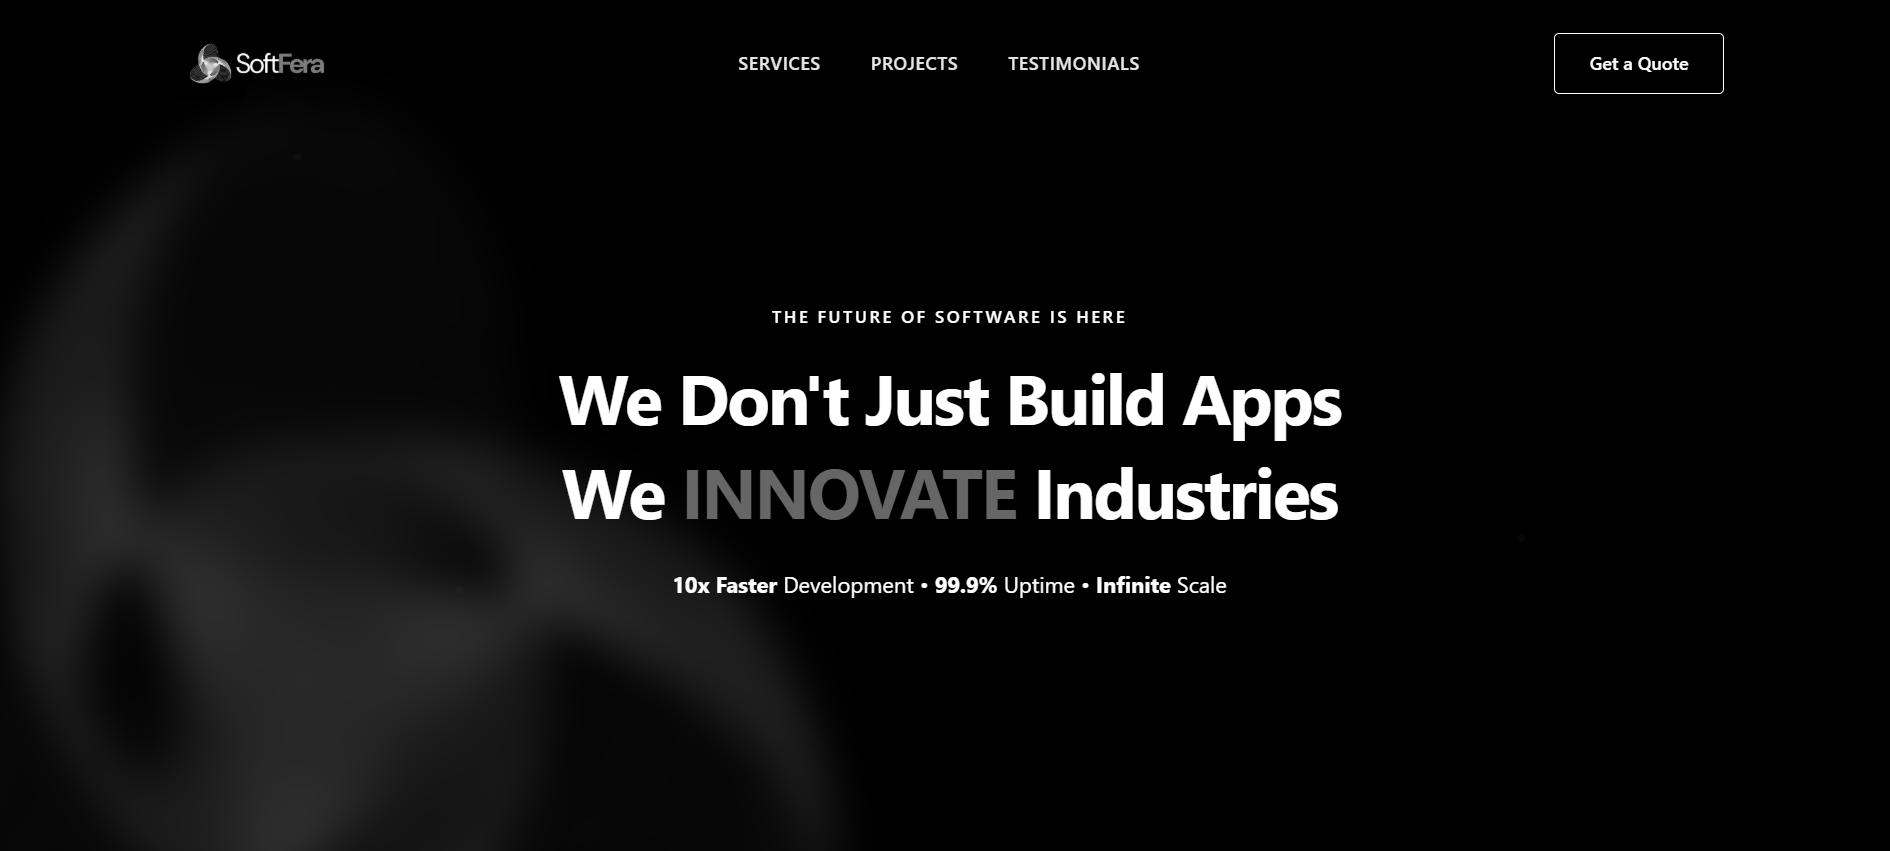 SoftFera
SERVICES
PROJECTS
TESTIMONIALS
Get a Quote
THE FUTURE OF SOFTWARE IS HERE
We Don't Just Build Apps
We INNOVATE Industries
10x Faster Development • 99.9% Uptime • Infinite Scale